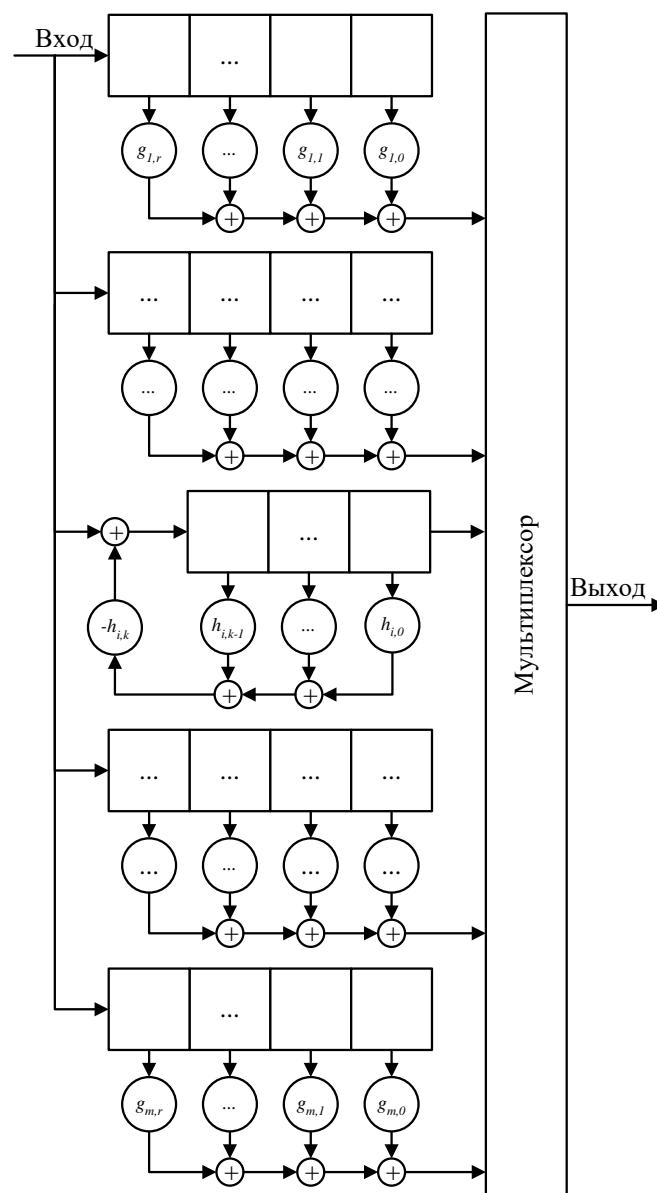 Вход
...
g1,r ... g1,1 g1,0
+ + +
... ... ... ...
... ... ... ...
+ + +
+ ...
-hi,k hi,k-1 ... hi,0
+ +
Мультиплексор
Выход
... ... ... ...
... ... ... ...
+ + +
...
gm,r ... gm,1 gm,0
+ + +